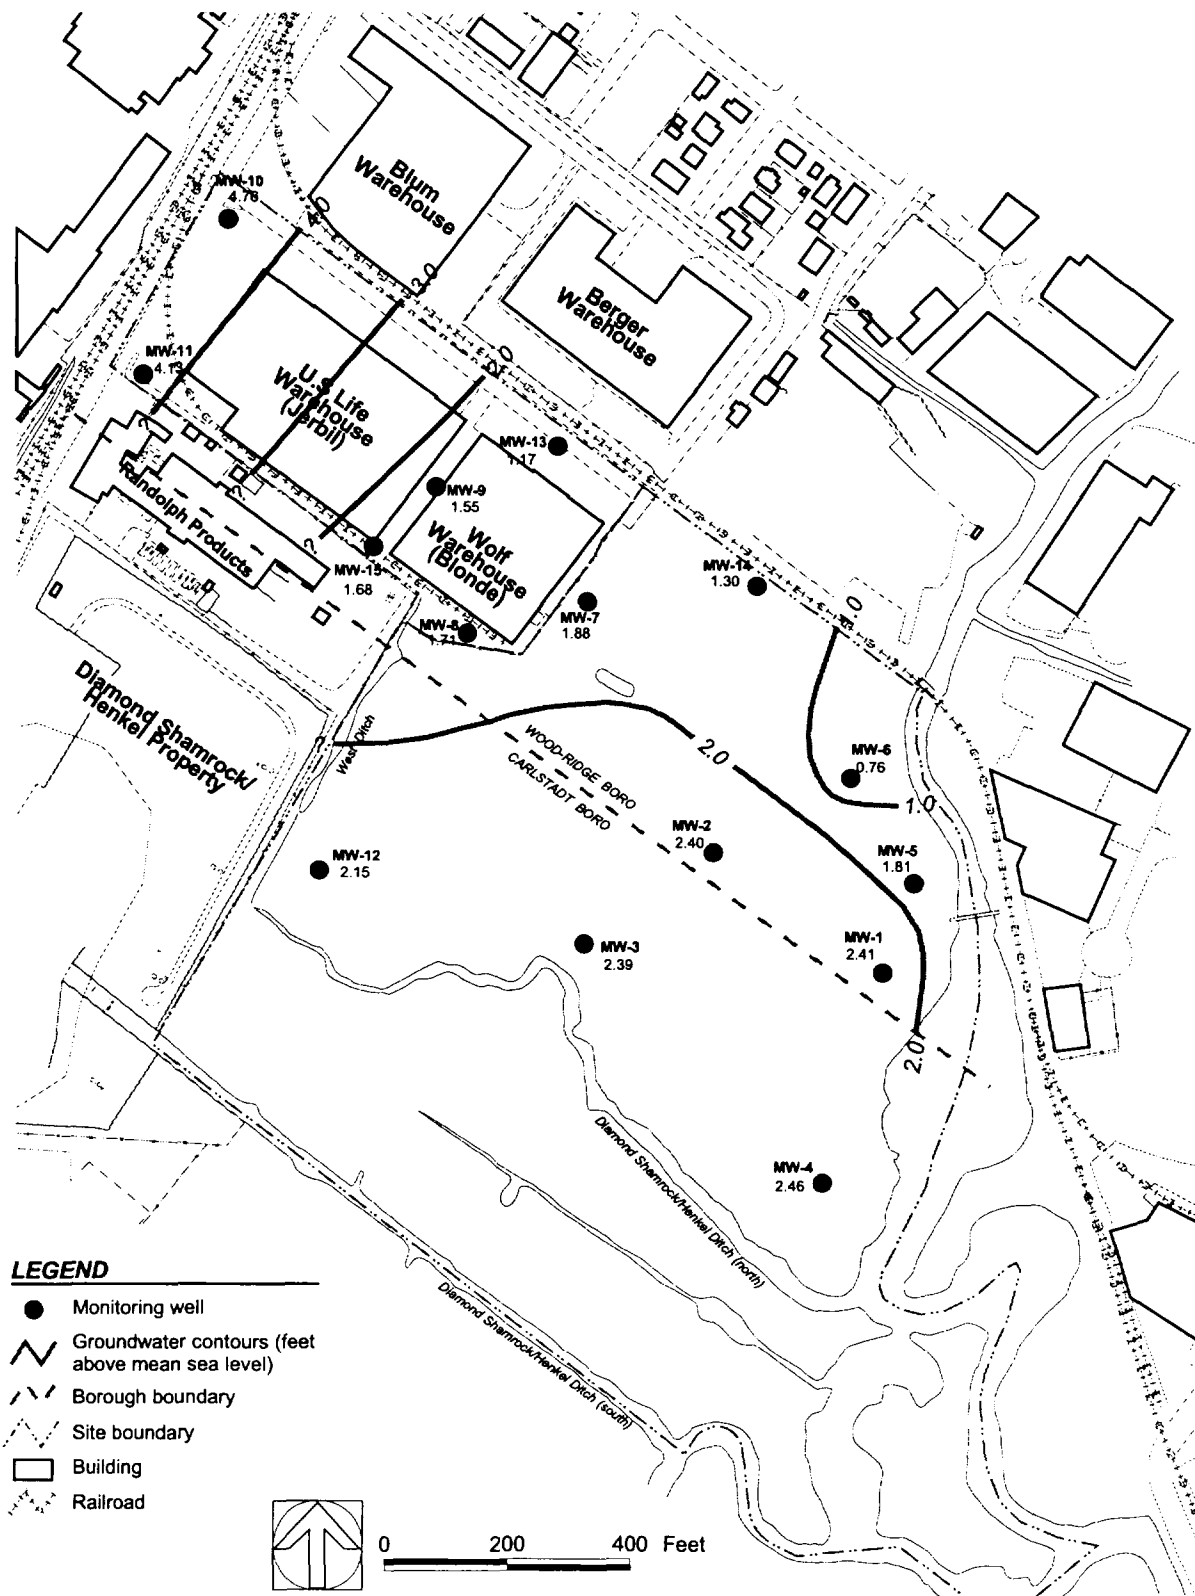 Blum
Warehouse
MW-10
4.76
4.0
3.0
Berger
Warehouse
MW-11
4.13
U.S Life
Warehouse
(Jerbil)
MW-13
1.17
MW-9
1.55
Randolph Products
?
?
?
Wolf
Warehouse
(Blonde)
MW-15
1.68
MW-14
1.30
MW-8
1.71
MW-7
1.88
Diamond Shamrock/
Henkel Property
West Ditch
2.0
WOOD-RIDGE BORO
CARLSTADT BORO
MW-6
0.76
1.0
MW-2
2.40
MW-12
2.15
MW-5
1.81
MW-3
2.39
MW-1
2.41
2.0
Diamond Shamrock/Henkel Ditch (north)
MW-4
2.46
Diamond Shamrock/Henkel Ditch (south)
LEGEND
Monitoring well
Groundwater contours (feet
above mean sea level)
Borough boundary
Site boundary
Building
Railroad
0 200 400 Feet